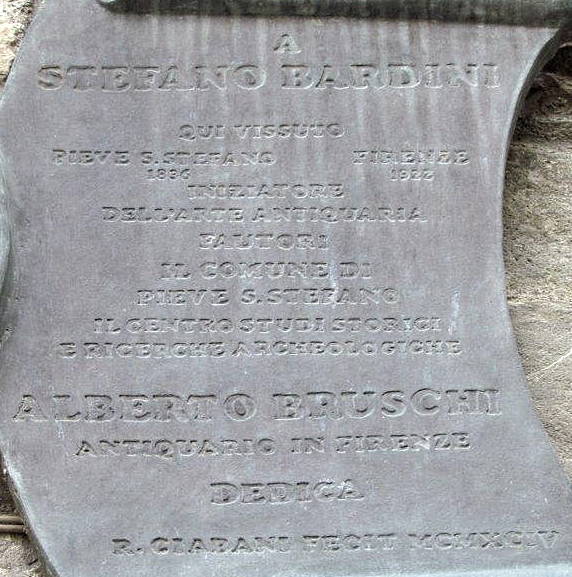 A
STEFANO BARDINI
QUI VISSUTO
PIEVE S.STEFANO FIRENZE
1836 1922
INIZIATORE
DELL'ARTE ANTIQUARIA
FAUTORI
IL COMUNE DI
PIEVE S.STEFANO
IL CENTRO STUDI STORICI
E RICERCHE ARCHEOLOGICHE
ALBERTO BRUSCHI
ANTIQUARIO IN FIRENZE
DEDICA
R. CIABANI FECIT MCMXCIV